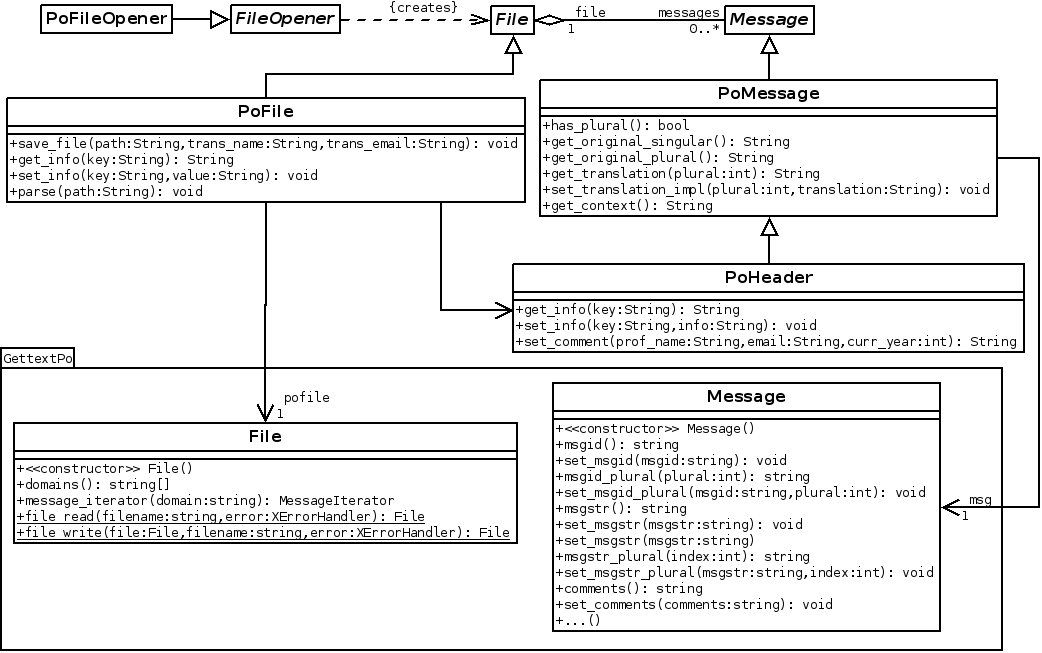 PoFileOpener
FileOpener
{creates}
File
file
1
messages
0..*
Message
PoFile
+save_file(path:String,trans_name:String,trans_email:String): void
+get_info(key:String): String
+set_info(key:String,value:String): void
+parse(path:String): void
PoMessage
+has_plural(): bool
+get_original_singular(): String
+get_original_plural(): String
+get_translation(plural:int): String
+set_translation_impl(plural:int,translation:String): void
+get_context(): String
PoHeader
+get_info(key:String): String
+set_info(key:String,info:String): void
+set_comment(prof_name:String,email:String,curr_year:int): String
GettextPo
pofile
1
File
+<<constructor>> File()
+domains(): string[]
+message_iterator(domain:string): MessageIterator
+file_read(filename:string,error:XErrorHandler): File
+file_write(file:File,filename:string,error:XErrorHandler): File
Message
+<<constructor>> Message()
+msgid(): string
+set_msgid(msgid:string): void
+msgid_plural(plural:int): string
+set_msgid_plural(msgid:string,plural:int): void
+msgstr(): string
+set_msgstr(msgstr:string): void
+set_msgstr(msgstr:string)
+msgstr_plural(index:int): string
+set_msgstr_plural(msgstr:string,index:int): void
+comments(): string
+set_comments(comments:string): void
+...()
msg
1